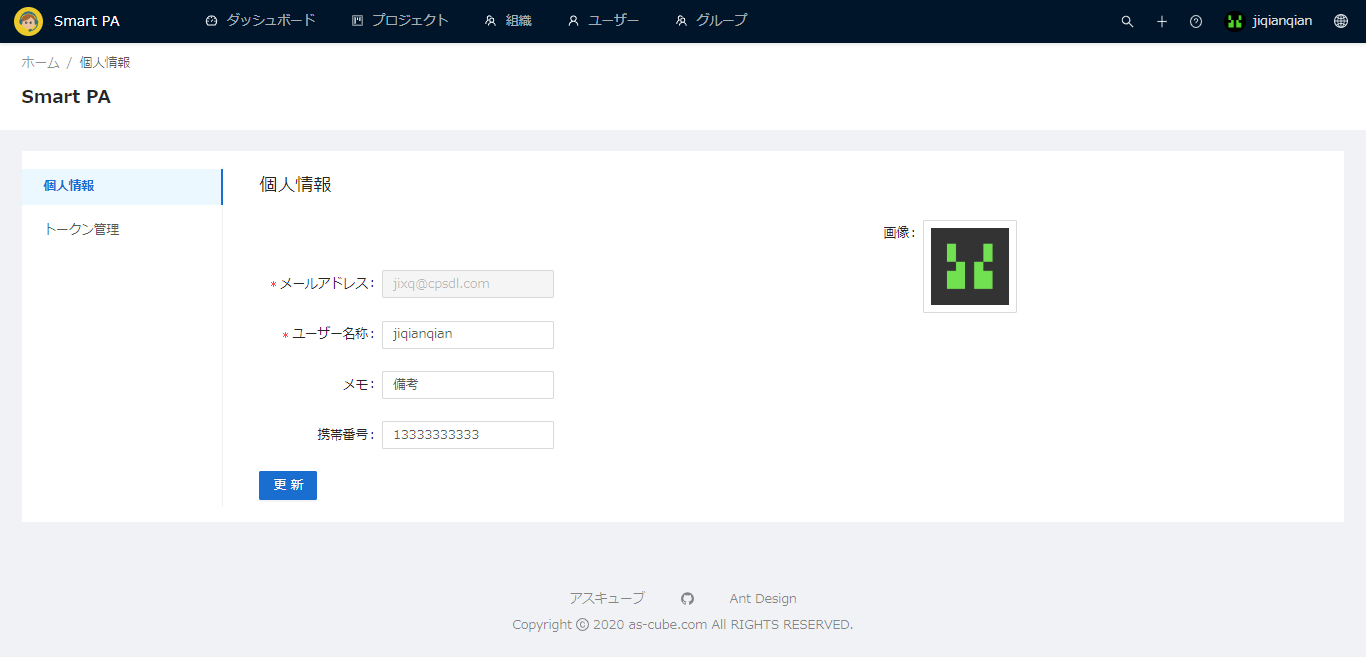 Smart PA ダッシュボード プロジェクト 組織 ユーザー グループ jiqianqian
ホーム / 個人情報
Smart PA
個人情報
トークン管理
個人情報
画像:
* メールアドレス: jixq@cpsdl.com
* ユーザー名称: jiqianqian
メモ: 備考
携帯番号: 13333333333
更 新
アスキューブ Ant Design
Copyright © 2020 as-cube.com All RIGHTS RESERVED.